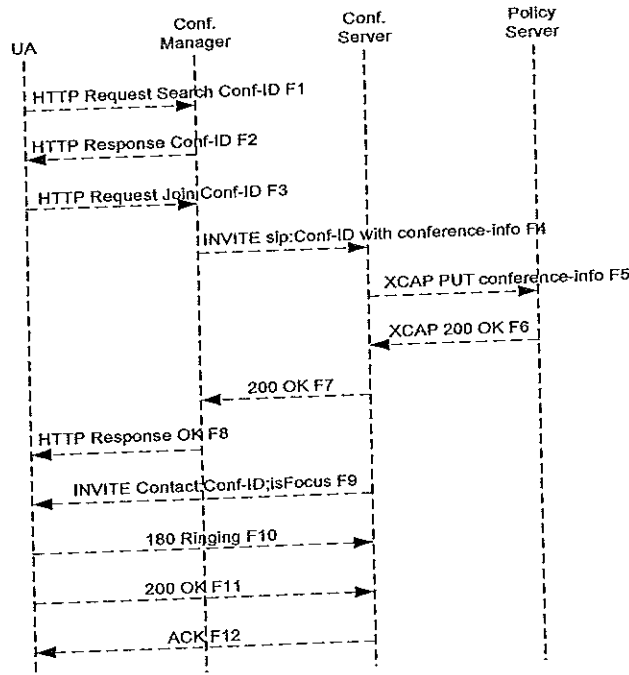 UA
Conf.
Manager
Conf.
Server
Policy
Server
HTTP Request Search Conf-ID F1
HTTP Response Conf-ID F2
HTTP Request Join Conf-ID F3
INVITE sip:Conf-ID with conference-info F4
XCAP PUT conference-info F5
XCAP 200 OK F6
200 OK F7
HTTP Response OK F8
INVITE Contact:Conf-ID;isFocus F9
180 Ringing F10
200 OK F11
ACK F12